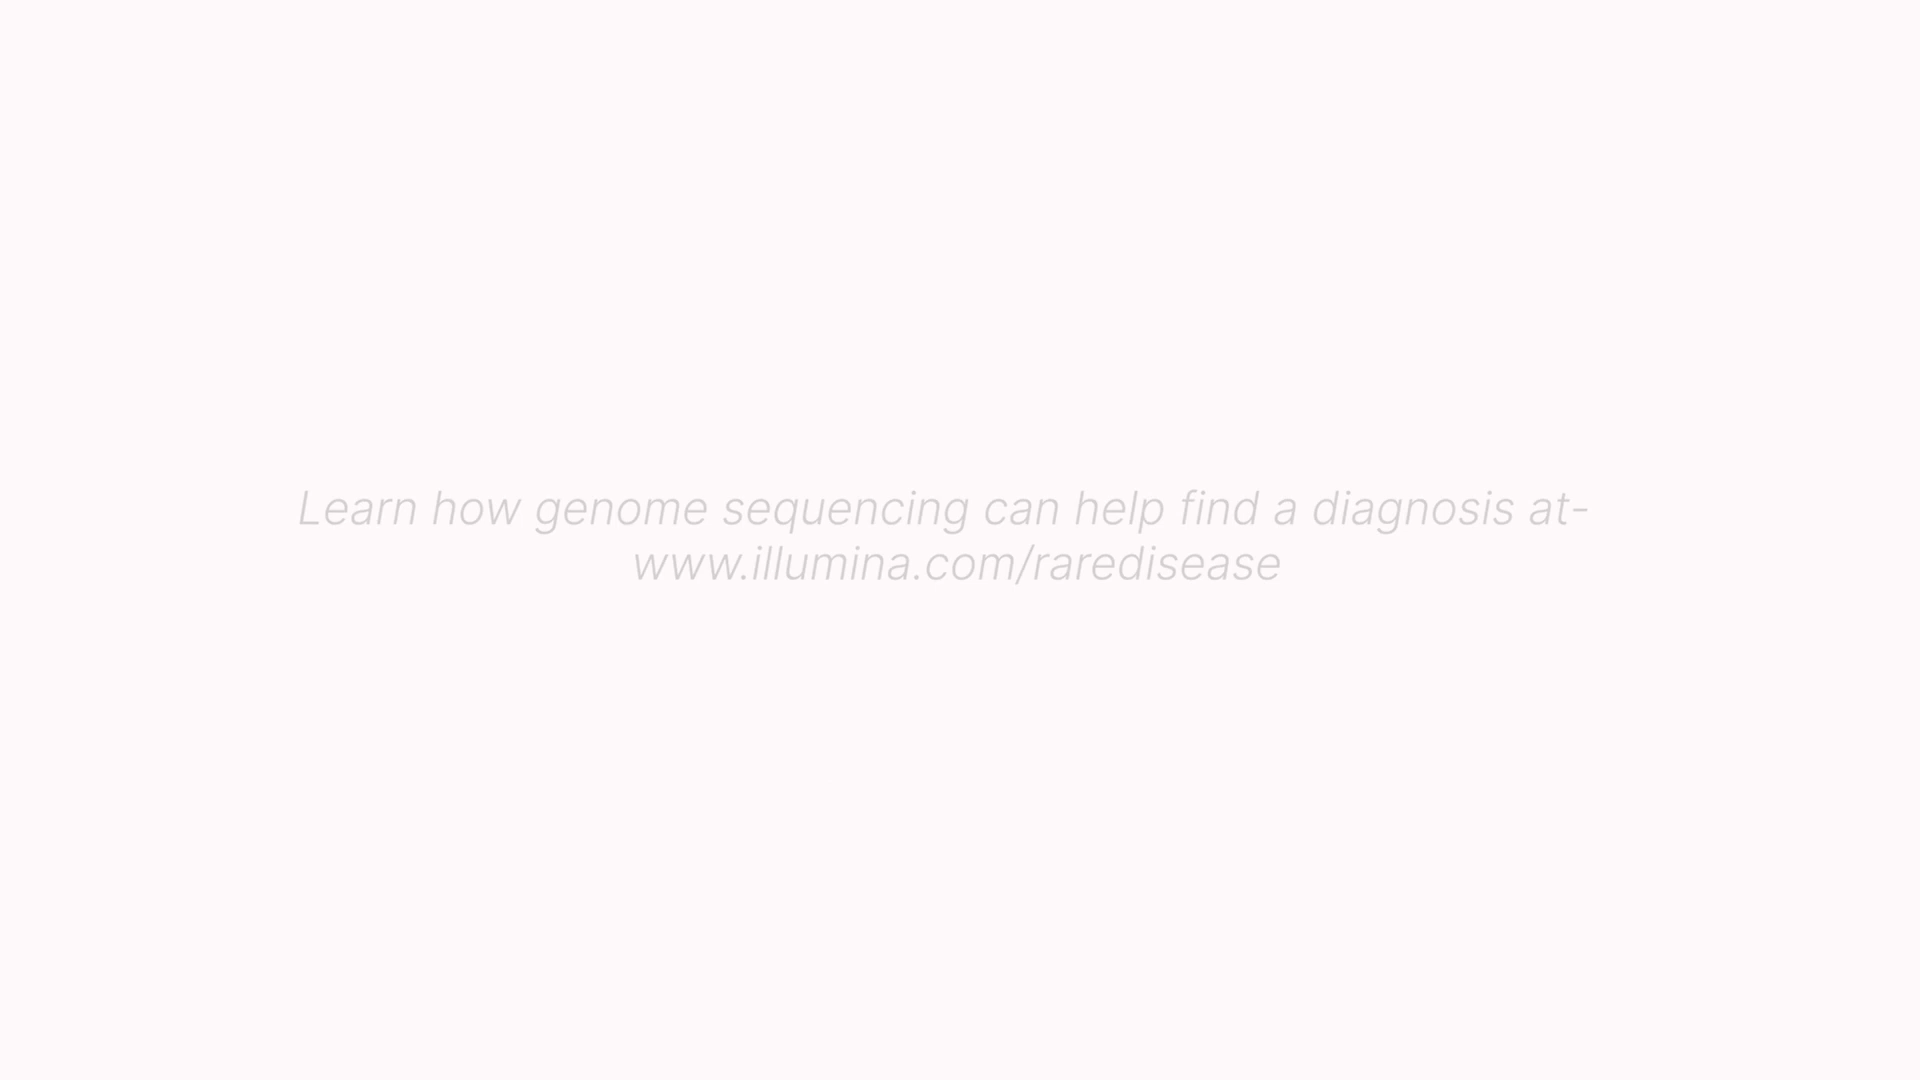 Learn how genome sequencing can help find a diagnosis at-
www.illumina.com/raredisease